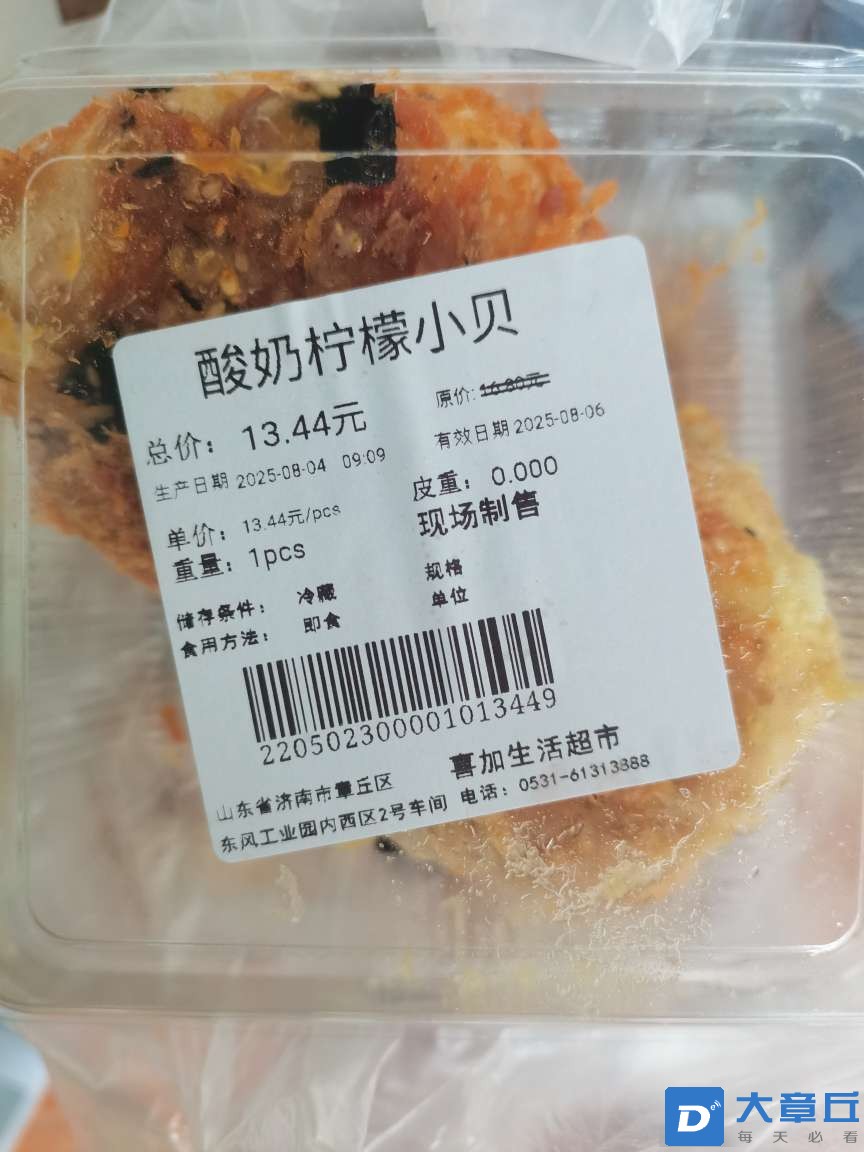 酸奶柠檬小贝
总价： 13.44元
原价: 16.80元
生产日期 2025-08-04 09:09
有效日期 2025-08-06
单价： 13.44元/pcs
皮重： 0.000
重量： 1pcs
现场制售
储存条件： 冷藏
规格
食用方法： 即食
单位
2205023000001013449
喜加生活超市
山东省济南市章丘区
东风工业园内西区2号车间 电话： 0531-61313888
D
大章丘
每天必看